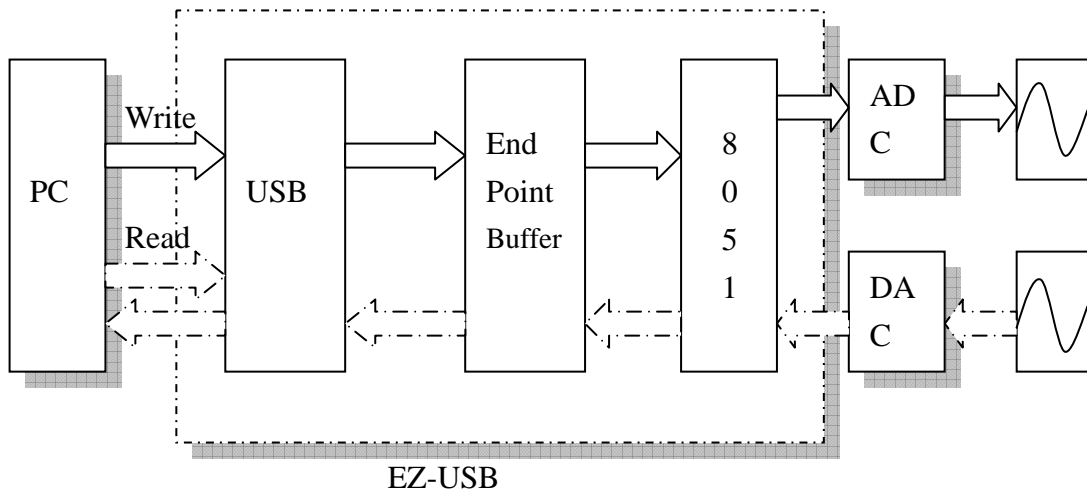 Write
PC
Read
USB
End
Point
Buffer
8
0
5
1
AD
C
DA
C
EZ-USB